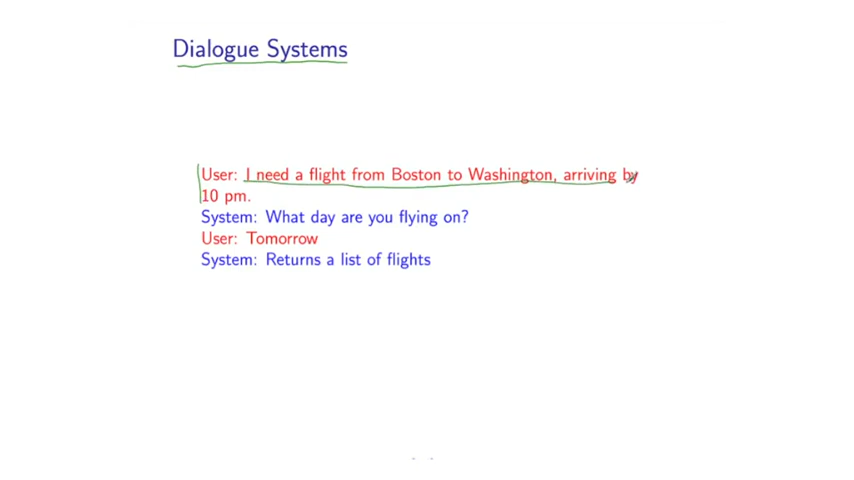 Dialogue Systems
User: I need a flight from Boston to Washington, arriving by
10 pm.
System: What day are you flying on?
User: Tomorrow
System: Returns a list of flights